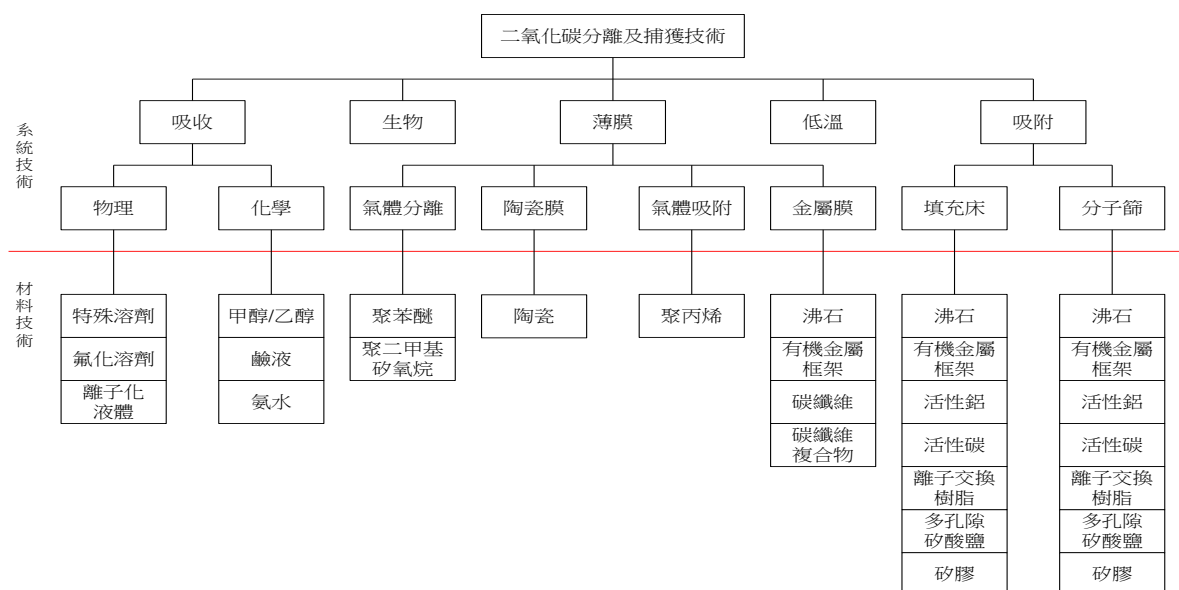 二氧化碳分離及捕獲技術
系統技術
吸收
生物
薄膜
低溫
吸附
物理
化學
氣體分離
陶瓷膜
氣體吸附
金屬膜
填充床
分子篩
材料技術
特殊溶劑
氟化溶劑
離子化
液體
甲醇/乙醇
鹼液
氨水
聚苯醚
聚二甲基
矽氧烷
陶瓷
聚丙烯
沸石
有機金屬
框架
碳纖維
碳纖維
複合物
沸石
有機金屬
框架
活性鋁
活性碳
離子交換
樹脂
多孔隙
矽酸鹽
矽膠
沸石
有機金屬
框架
活性鋁
活性碳
離子交換
樹脂
多孔隙
矽酸鹽
矽膠